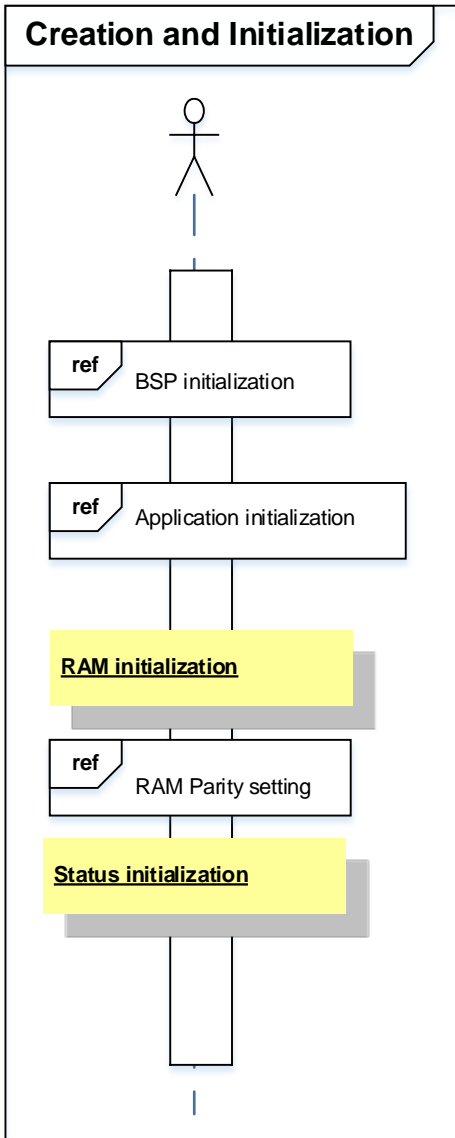 Creation and Initialization
ref
BSP initialization
ref
Application initialization
RAM initialization
ref
RAM Parity setting
Status initialization